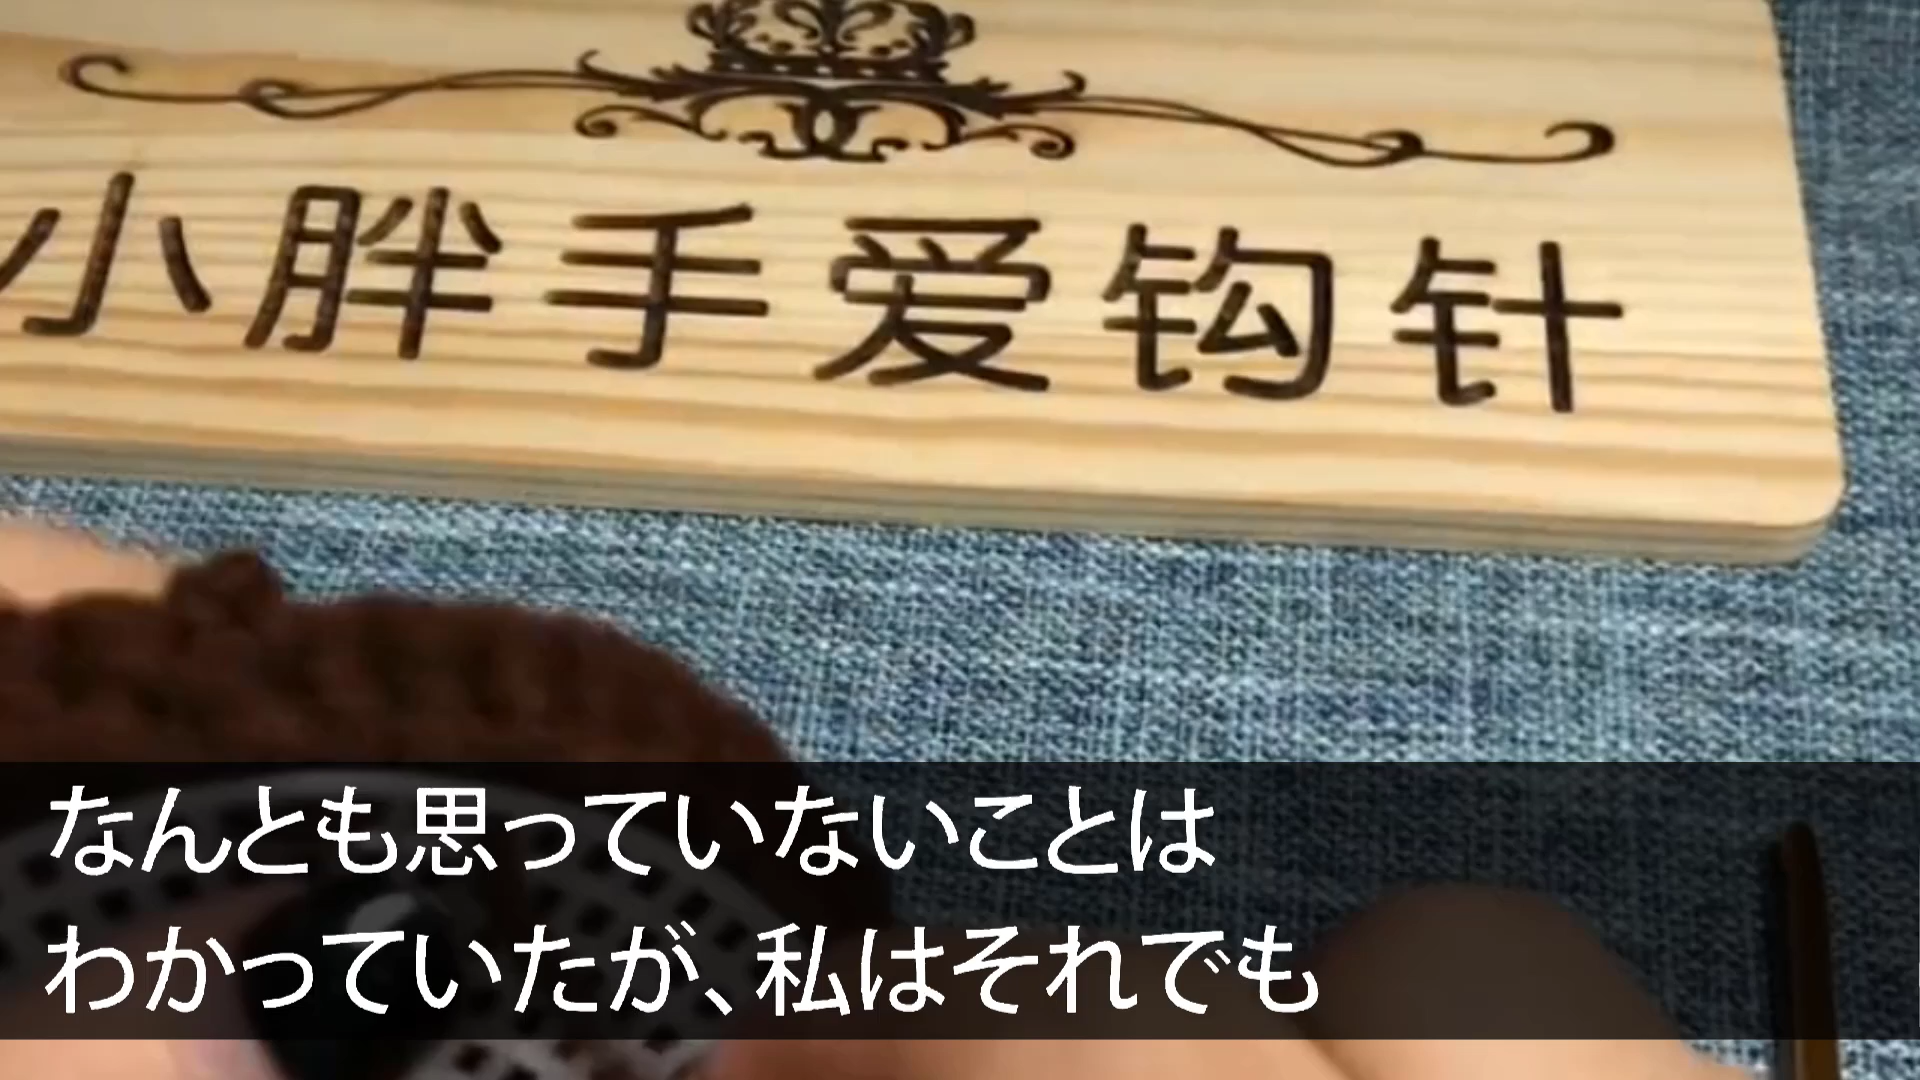 小胖手爱钩针
なんとも思っていないことは
わかっていたが、私はそれでも